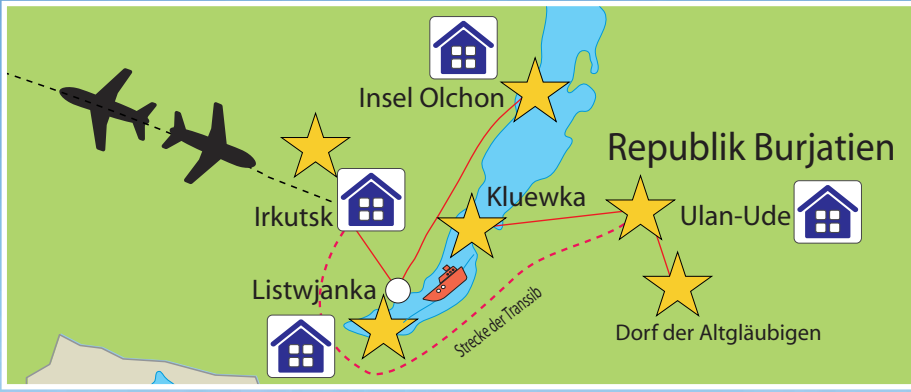 Insel Olchon
Republik Burjatien
Kluewka
Irkutsk
Ulan-Ude
Listwjanka
Strecke der Transsib
Dorf der Altgläubigen